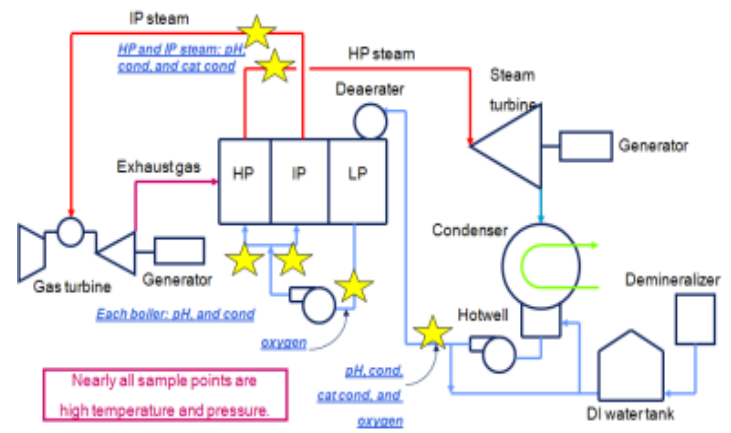 IP steam
HP and IP steam: pH,
cond, and cat cond
HP steam
Steam
turbine
Deaerater
Generator
Exhaust gas
HP
IP
LP
Condenser
Gas turbine
Generator
Demineralizer
Each boiler: pH, and cond
Hotwell
oxygen
pH, cond,
cat cond, and
oxygen
Nearly all sample points are
high temperature and pressure.
DI water tank